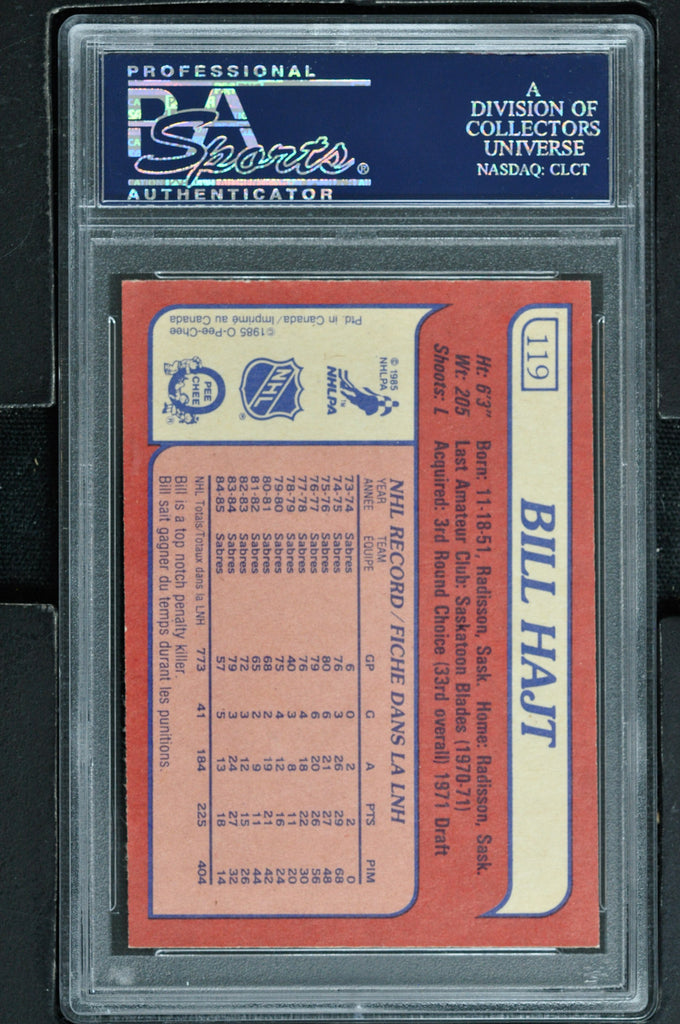 PROFESSIONAL
PSA
Sports®
AUTHENTICATOR
A
DIVISION OF
COLLECTORS
UNIVERSE
NASDAQ: CLCT
119
BILL HAJT
Ht: 6'3" Born: 11-18-51, Radisson, Sask. Home: Radisson, Sask.
Wt: 205 Last Amateur Club: Saskatoon Blades (1970-71)
Shoots: L Acquired: 3rd Round Choice (33rd overall) 1971 Draft
© 1985
NHLPA
NHLPA™
NHL®
O PEE CHEE
©1985 O-Pee-Chee
Ptd. in Canada/Imprimé au Canada
NHL RECORD / FICHE DANS LA LNH
YEAR TEAM GP G A PTS PIM
ANNÉE ÉQUIPE
73-74 Sabres 6 0 2 2 0
74-75 Sabres 76 3 26 29 68
75-76 Sabres 80 6 21 27 48
76-77 Sabres 79 6 20 26 56
77-78 Sabres 76 4 18 22 30
78-79 Sabres 40 3 8 11 20
79-80 Sabres 75 4 12 16 24
80-81 Sabres 68 2 19 21 42
81-82 Sabres 65 2 9 11 44
82-83 Sabres 72 3 12 15 26
83-84 Sabres 79 3 24 27 32
84-85 Sabres 57 5 13 18 14
NHL Totals/Totaux dans la LNH 773 41 184 225 404
Bill is a top notch penalty killer.
Bill sait gagner du temps durant les punitions.